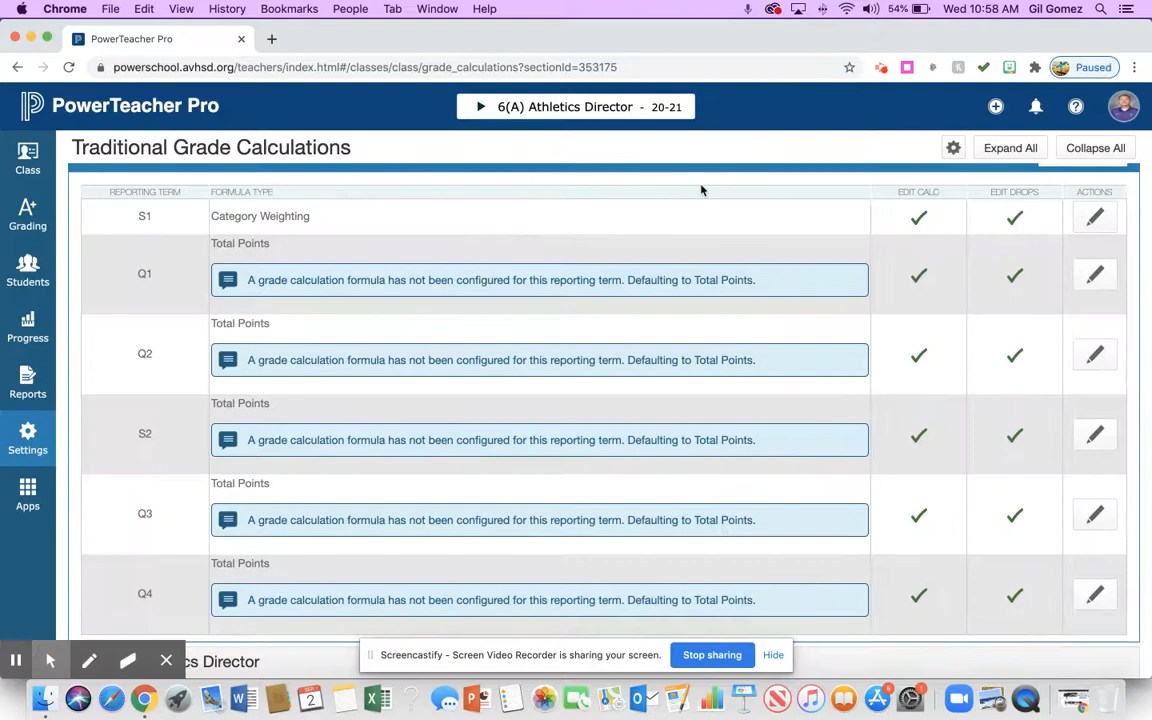 Chrome File Edit View History Bookmarks People Tab Window Help 54% Wed 10:58 AM Gil Gomez
PowerTeacher Pro
powerschool.avhsd.org/teachers/index.html#/classes/class/grade_calculations?sectionId=353175 Paused
PowerTeacher Pro 6(A) Athletics Director - 20-21
Traditional Grade Calculations Expand All Collapse All
REPORTING TERM FORMULA TYPE EDIT CALC EDIT DROPS ACTIONS
S1 Category Weighting
Total Points
Q1 A grade calculation formula has not been configured for this reporting term. Defaulting to Total Points.
Total Points
Q2 A grade calculation formula has not been configured for this reporting term. Defaulting to Total Points.
Total Points
S2 A grade calculation formula has not been configured for this reporting term. Defaulting to Total Points.
Total Points
Q3 A grade calculation formula has not been configured for this reporting term. Defaulting to Total Points.
Total Points
Q4 A grade calculation formula has not been configured for this reporting term. Defaulting to Total Points.
Class
A+
Grading
Students
Progress
Reports
Settings
Apps
cs Director
Screencastify - Screen Video Recorder is sharing your screen. Stop sharing Hide